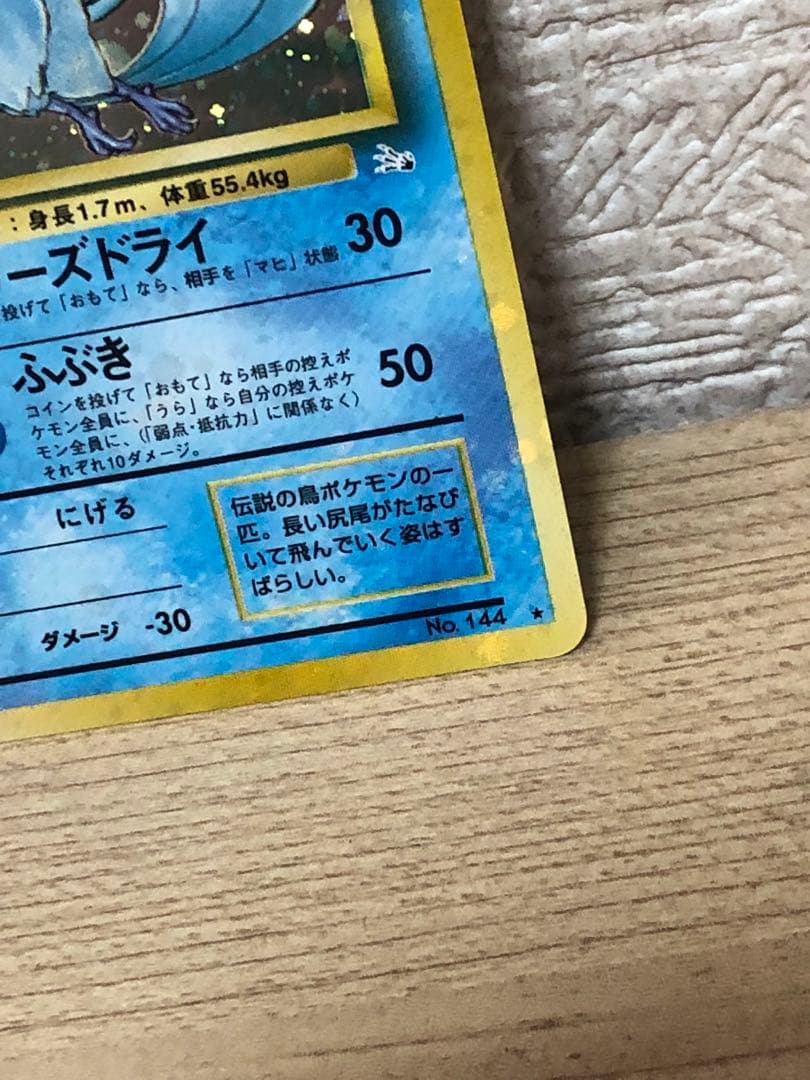 ：身長1.7m、体重55.4kg
ーズドライ 30
投げて「おもて」なら、相手を「マヒ」状態
ふぶき 50
コインを投げて「おもて」なら相手の控えポ
ケモン全員に、「うら」なら自分の控えポケ
モン全員に、（「弱点・抵抗力」に関係なく）
それぞれ10ダメージ。
にげる
伝説の鳥ポケモンの一
匹。長い尻尾がたなび
いて飛んでいく姿はす
ばらしい。
ダメージ -30
No. 144 ★